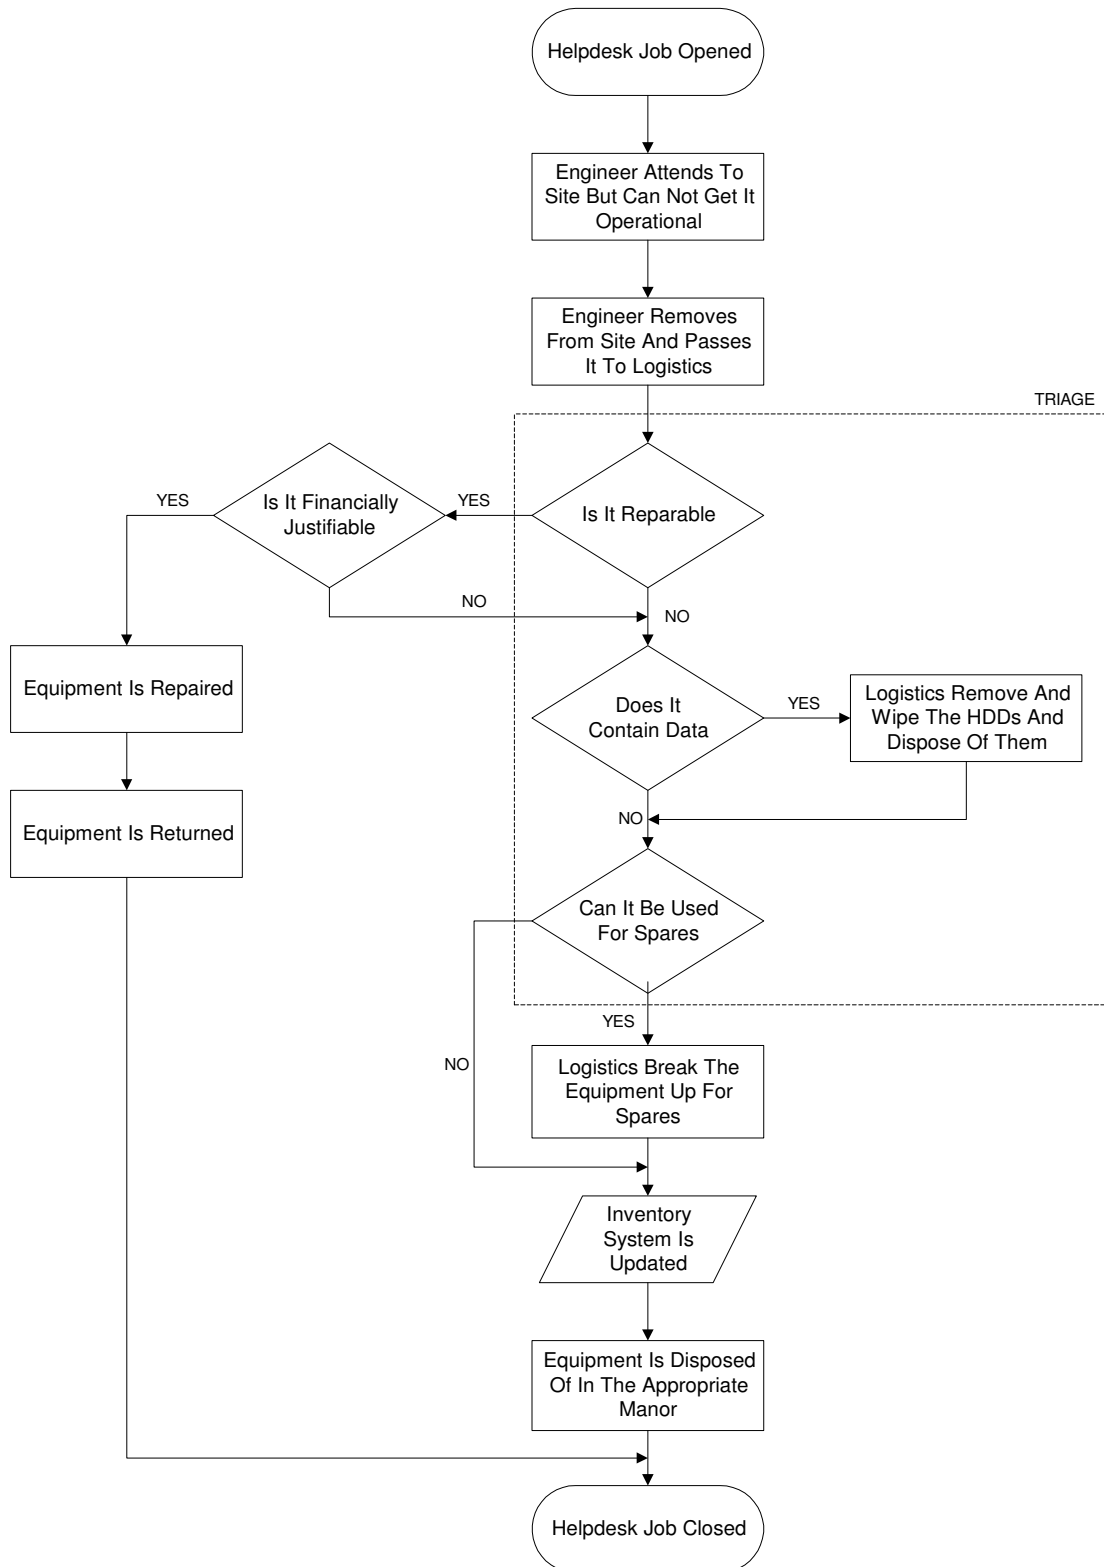 Helpdesk Job Opened
Engineer Attends To
Site But Can Not Get It
Operational
Engineer Removes
From Site And Passes
It To Logistics
TRIAGE
Is It Reparable
YES
Is It Financially
Justifiable
YES
NO
NO
Equipment Is Repaired
Equipment Is Returned
Does It
Contain Data
YES
Logistics Remove And
Wipe The HDDs And
Dispose Of Them
NO
Can It Be Used
For Spares
YES
NO
Logistics Break The
Equipment Up For
Spares
Inventory
System Is
Updated
Equipment Is Disposed
Of In The Appropriate
Manor
Helpdesk Job Closed